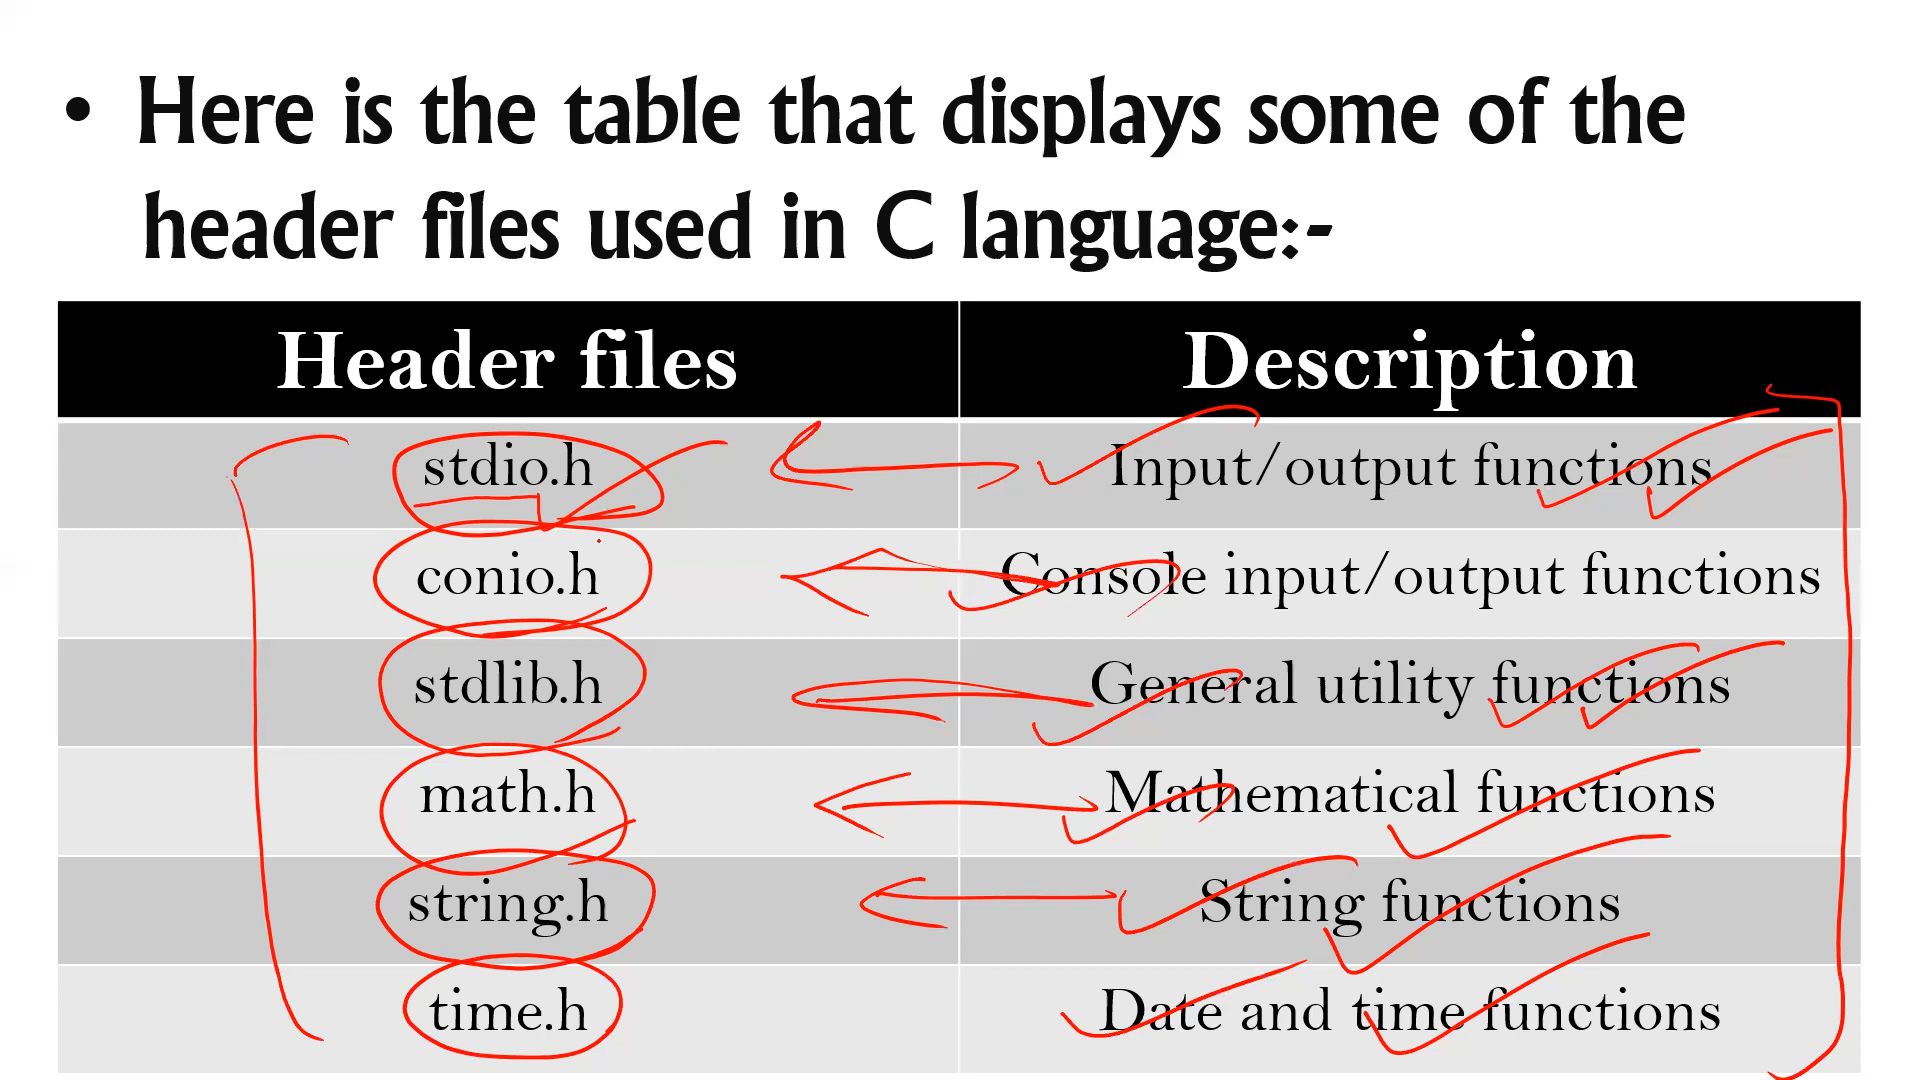 • Here is the table that displays some of the
header files used in C language:-
Header files Description
stdio.h Input/output functions
conio.h Console input/output functions
stdlib.h General utility functions
math.h Mathematical functions
string.h String functions
time.h Date and time functions